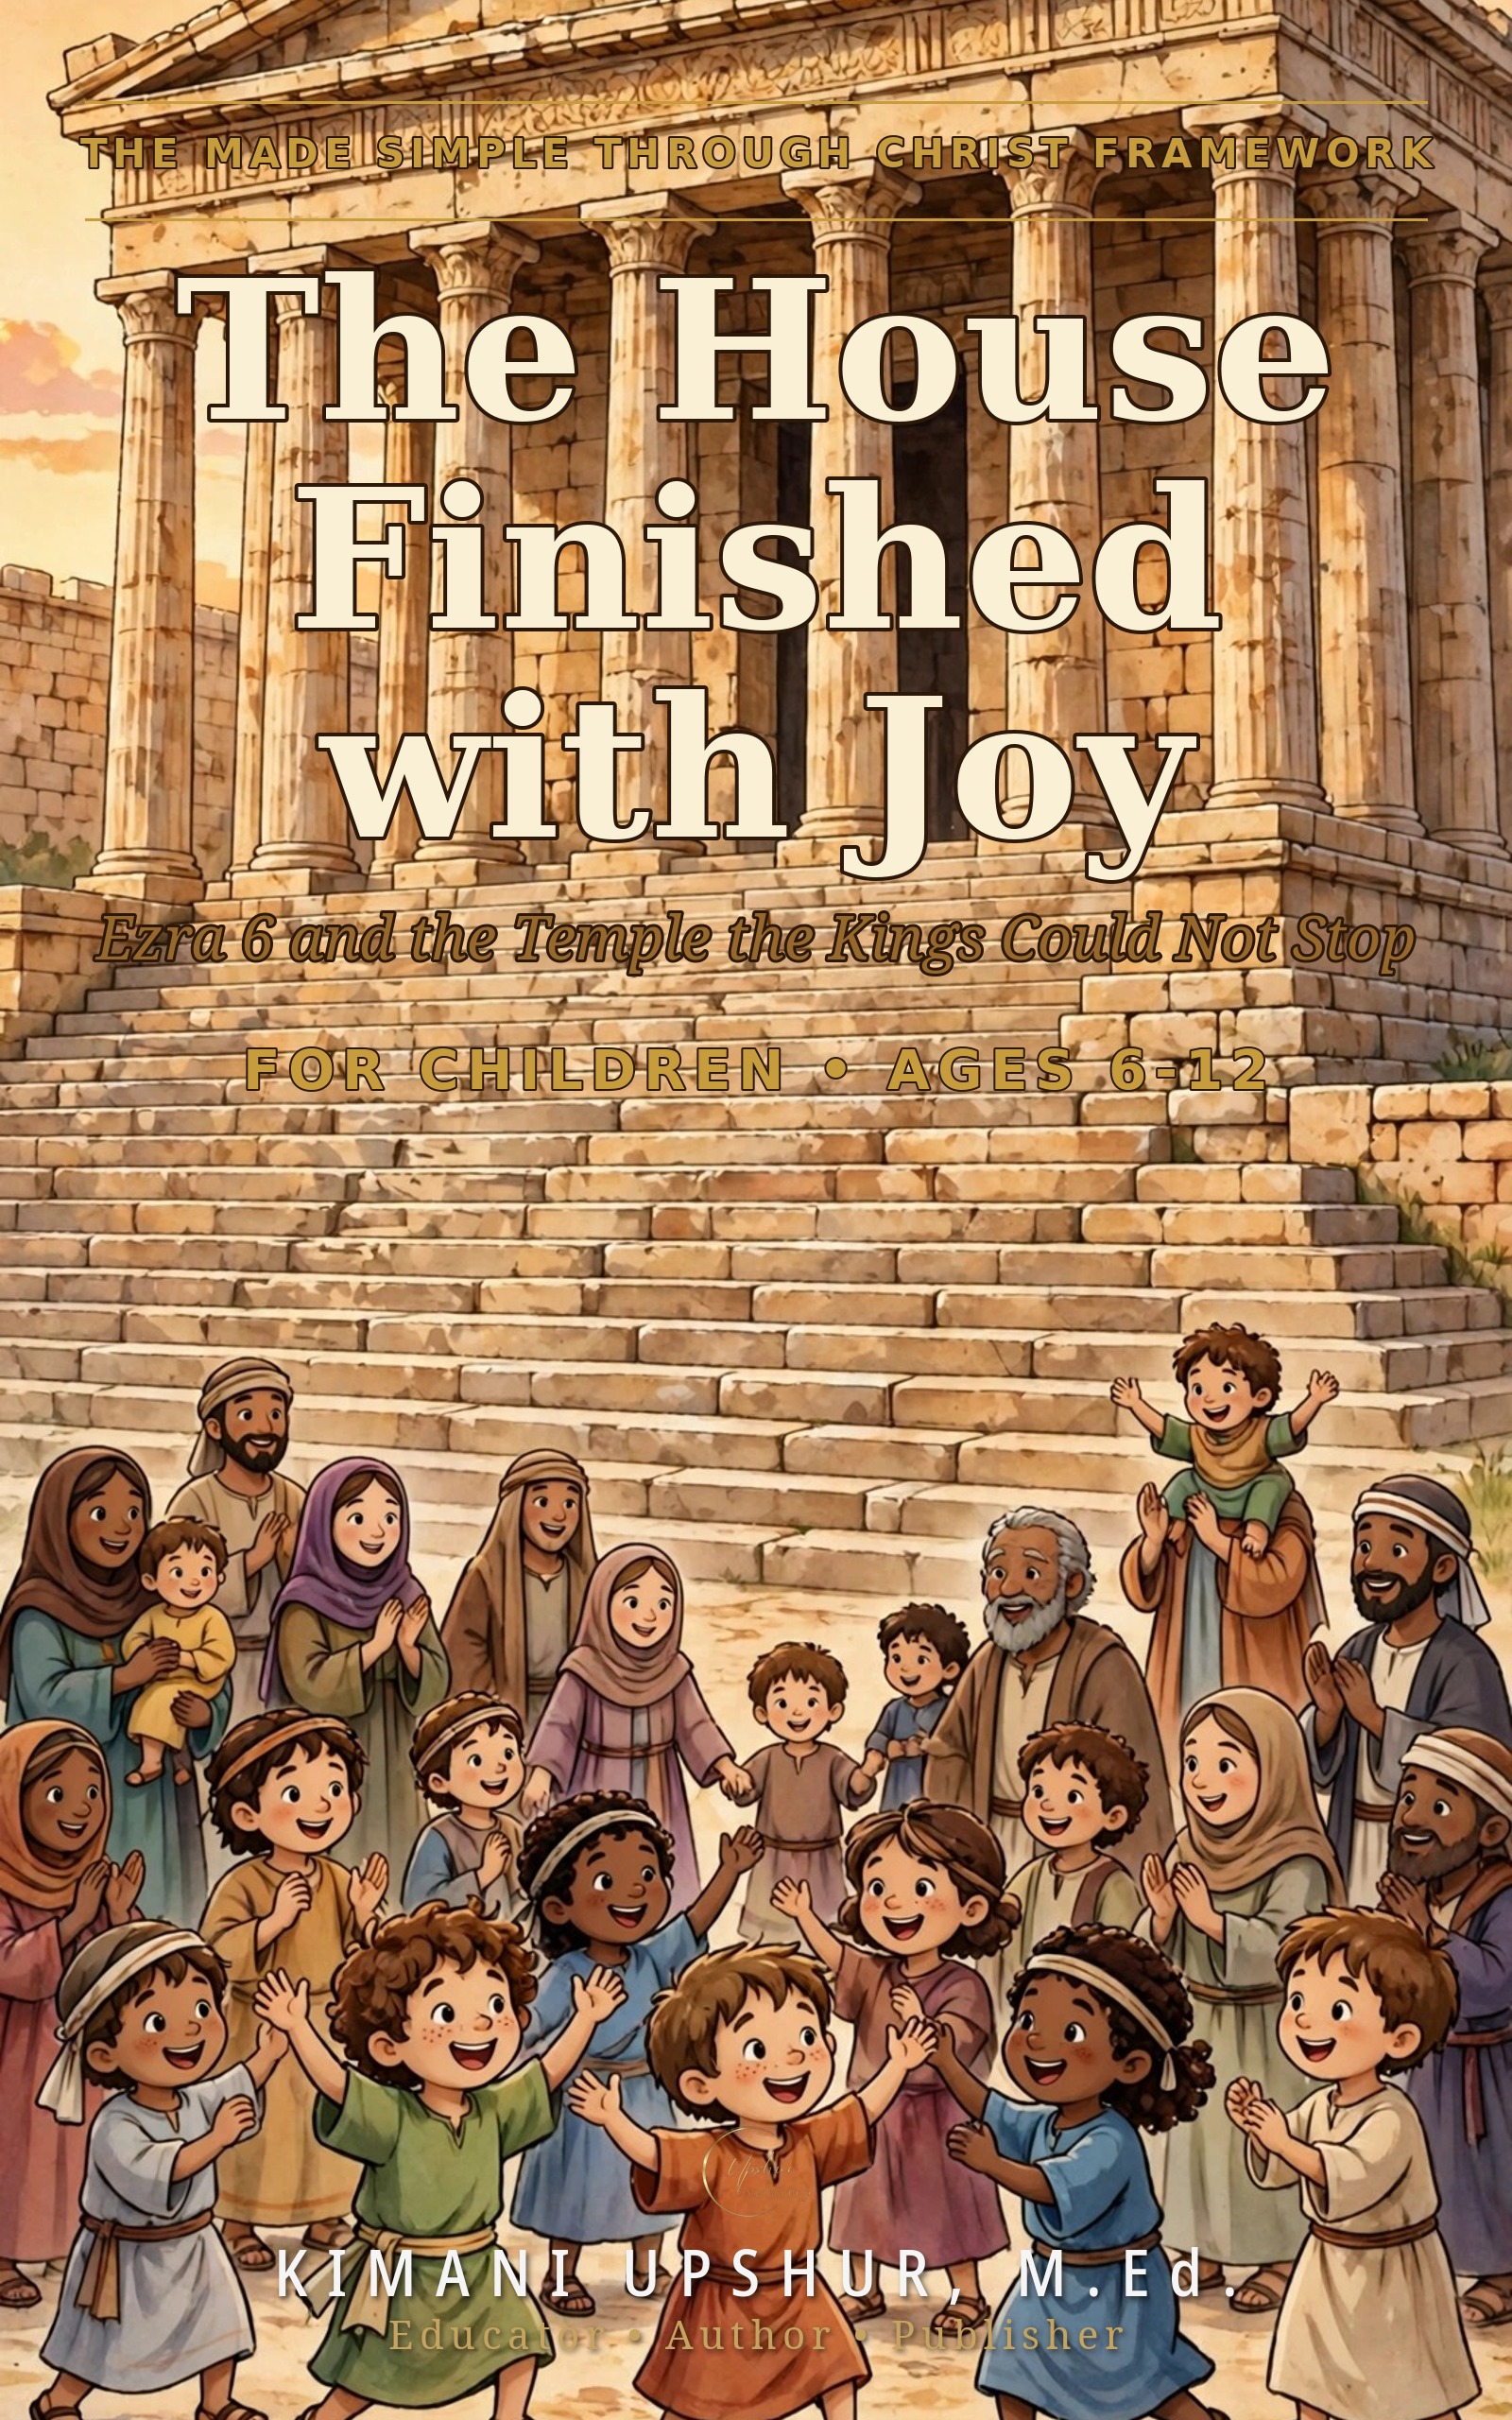 THE MADE SIMPLE THROUGH CHRIST FRAMEWORK
The House
Finished
with Joy
Ezra 6 and the Temple the Kings Could Not Stop
FOR CHILDREN • AGES 6-12
Upshur
KIMANI UPSHUR, M.Ed.
Educator • Author • Publisher